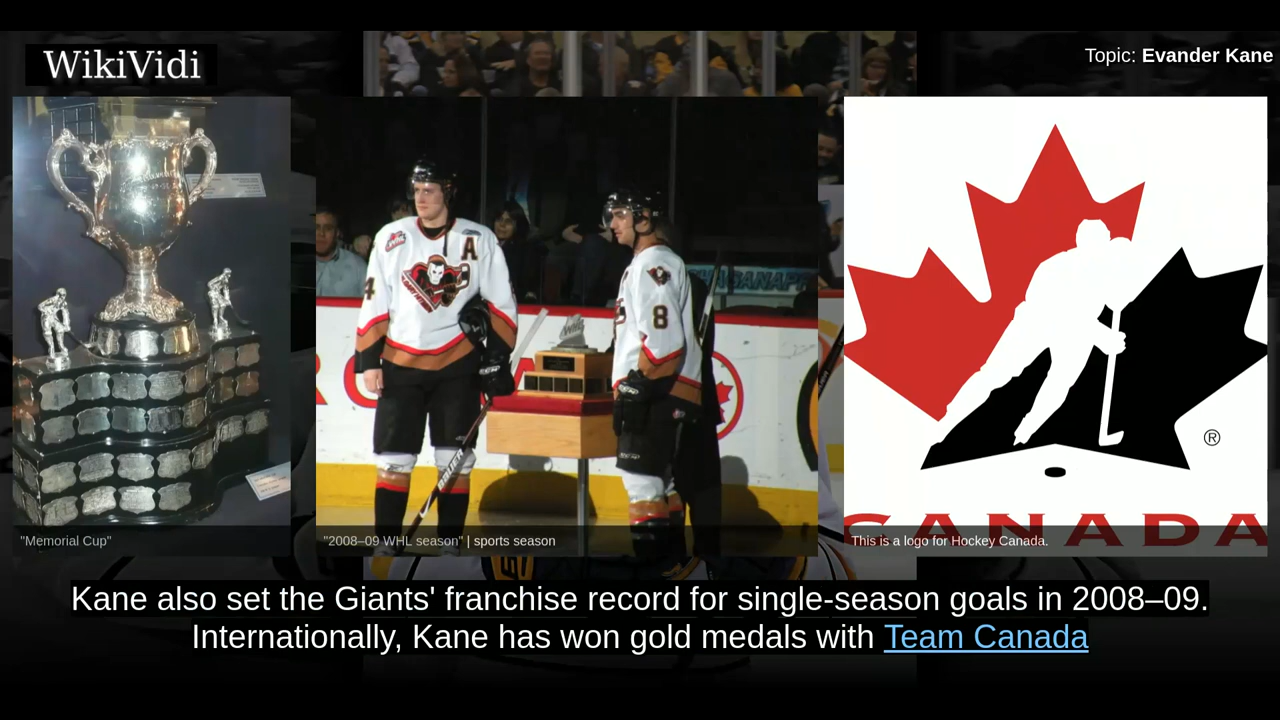 WikiVidi
Topic: Evander Kane
A
4
8
®
CANADA
"Memorial Cup"
"2008–09 WHL season" | sports season
This is a logo for Hockey Canada.
Kane also set the Giants' franchise record for single-season goals in 2008–09.
Internationally, Kane has won gold medals with Team Canada